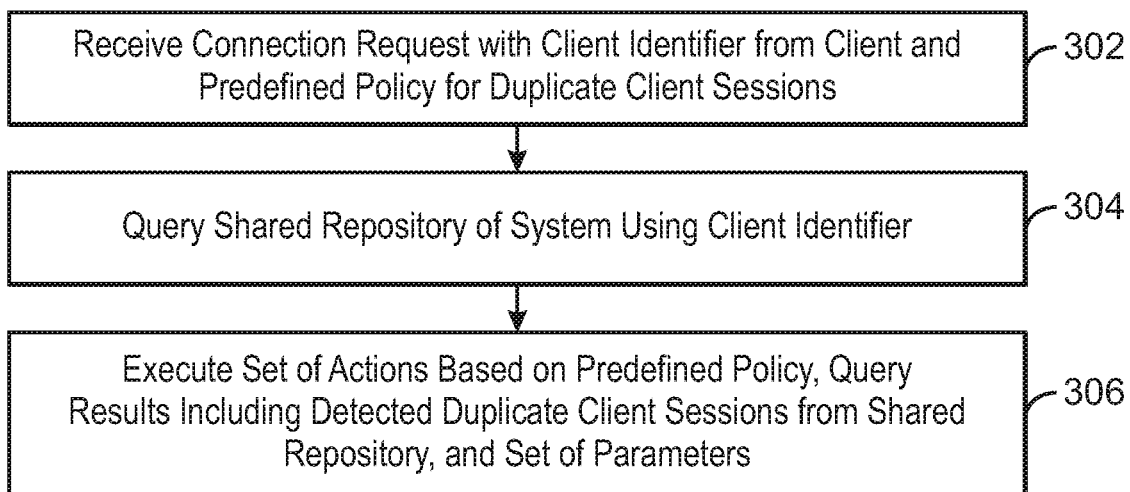 Receive Connection Request with Client Identifier from Client and
Predefined Policy for Duplicate Client Sessions
302
Query Shared Repository of System Using Client Identifier
304
Execute Set of Actions Based on Predefined Policy, Query
Results Including Detected Duplicate Client Sessions from Shared
Repository, and Set of Parameters
306